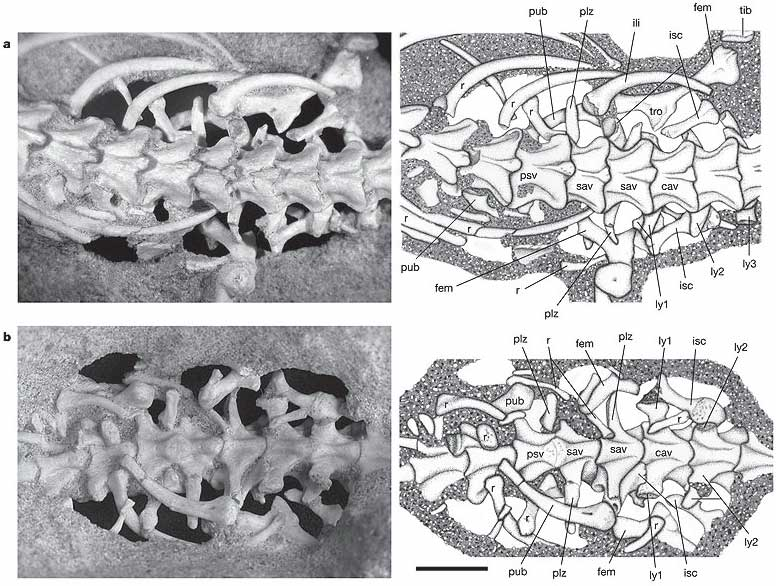 a
pub plz ili fem tib
isc
r
r
r
tro
psv sav sav cav
r
r
pub
fem
r
plz
ly1
isc
ly2
ly3
b
plz r fem plz ly1 isc ly2
r
pub
r
r
psv sav sav cav
r
r
r
pub plz fem ly1 isc
ly2